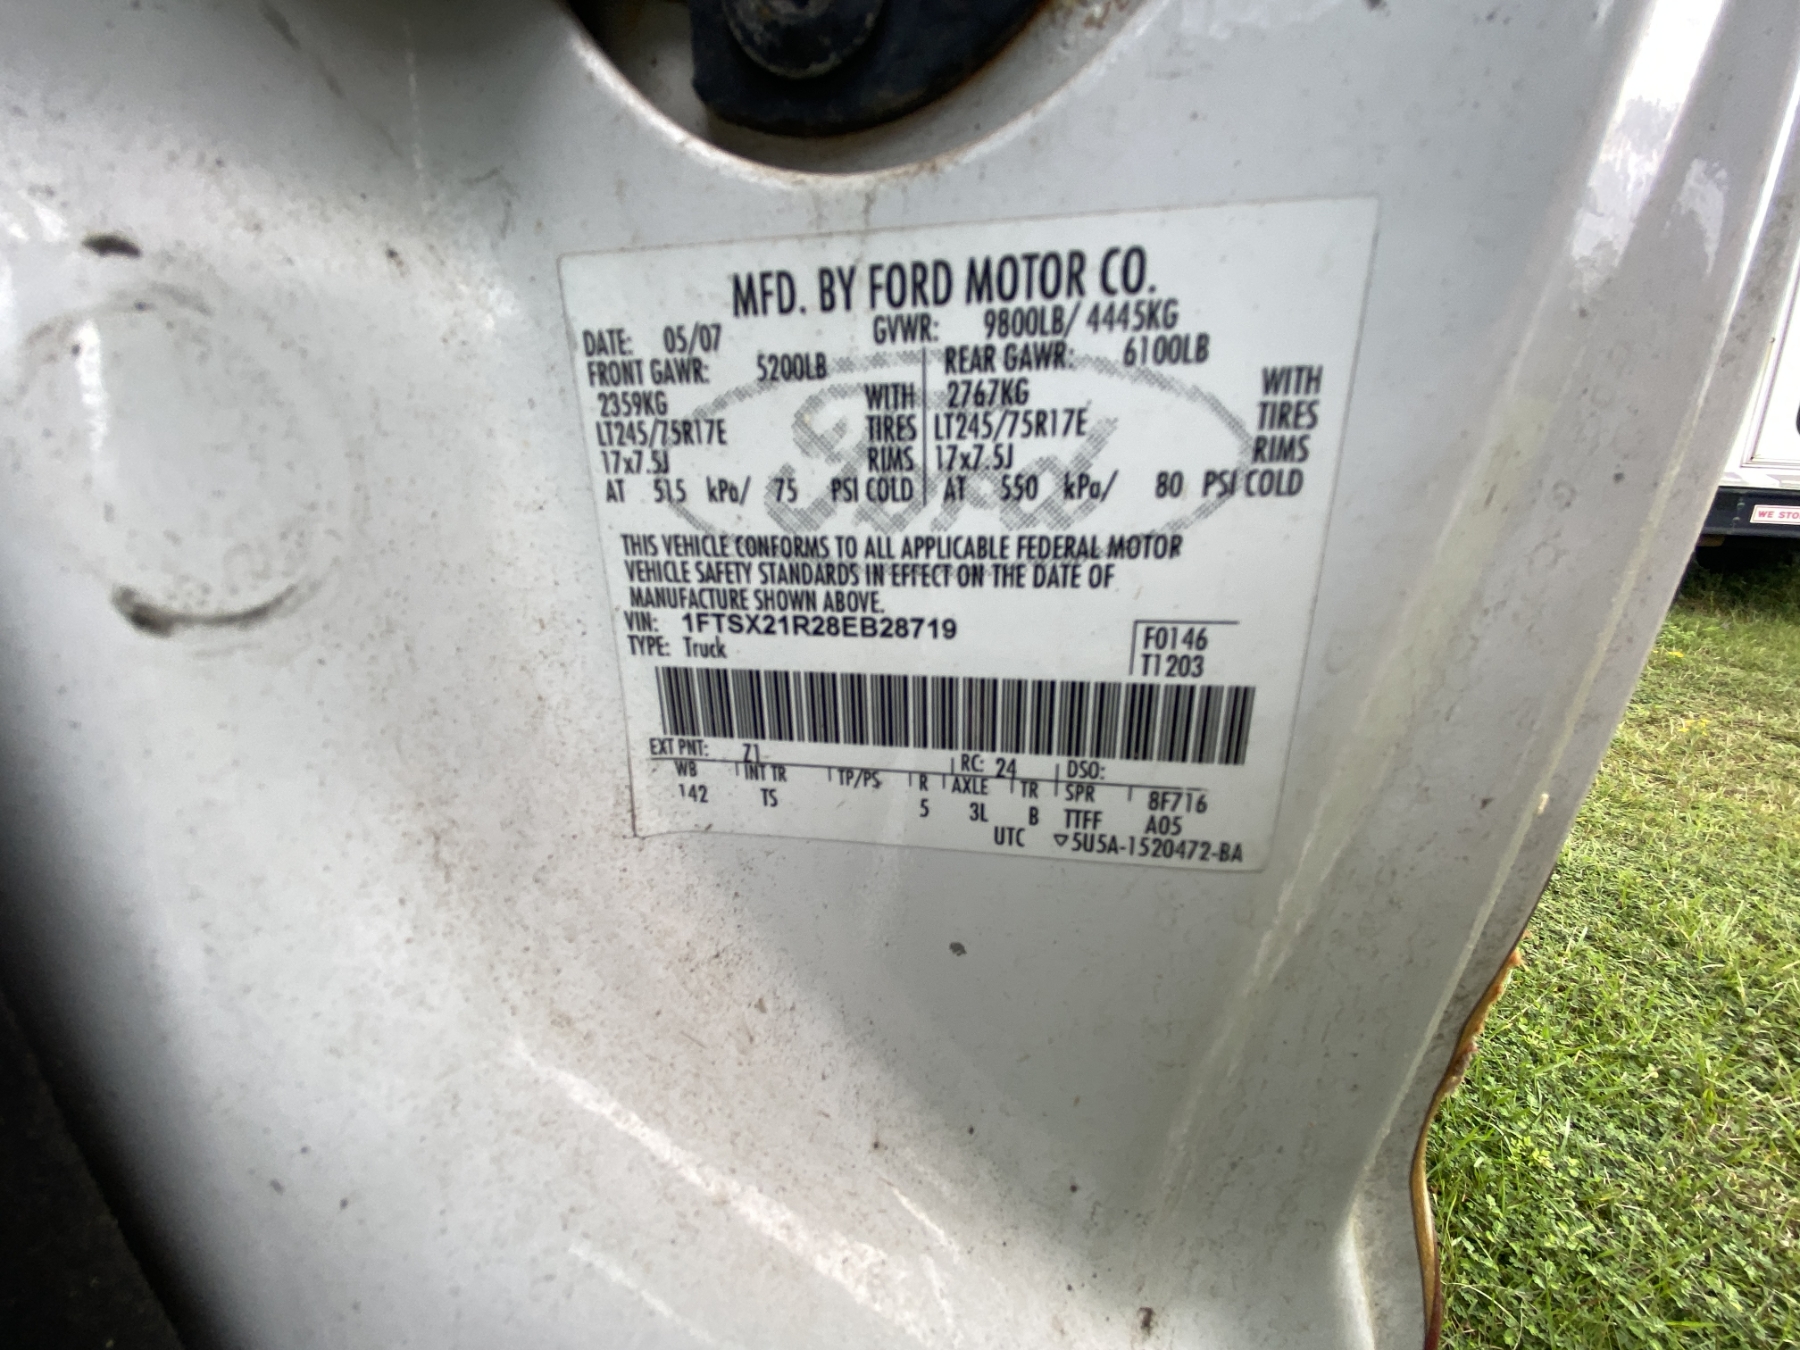 MFD. BY FORD MOTOR CO.
DATE: 05/07 GVWR: 9800LB/ 4445KG
FRONT GAWR: 5200LB REAR GAWR: 6100LB
2359KG WITH 2767KG WITH
LT245/75R17E TIRES LT245/75R17E TIRES
17x7.5J RIMS 17x7.5J RIMS
AT 515 kPa/ 75 PSI COLD AT 550 kPa/ 80 PSI COLD
Ford
THIS VEHICLE CONFORMS TO ALL APPLICABLE FEDERAL MOTOR
VEHICLE SAFETY STANDARDS IN EFFECT ON THE DATE OF
MANUFACTURE SHOWN ABOVE.
VIN: 1FTSX21R28EB28719 F0146
TYPE: Truck T1203
EXT PNT: Z1 RC: 24 DSO:
WB INT TR TP/PS R AXLE TR SPR 8F716
142 TS 5 3L B TTFF A05
UTC ▽5U5A-1520472-BA
WE STO